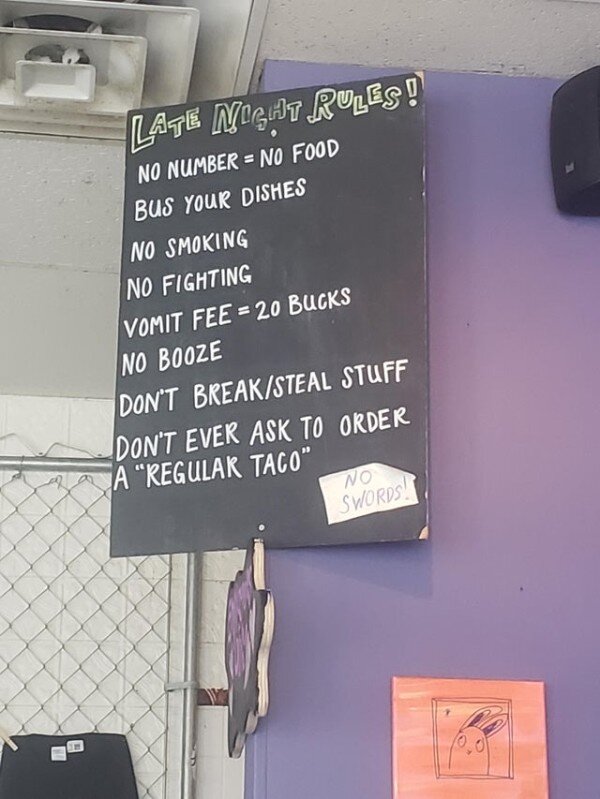 LATE NIGHT RULES!
NO NUMBER = NO FOOD
BUS YOUR DISHES
NO SMOKING
NO FIGHTING
VOMIT FEE = 20 BUCKS
NO BOOZE
DON'T BREAK/STEAL STUFF
DON'T EVER ASK TO ORDER
A "REGULAR TACO"
NO
SWORDS!